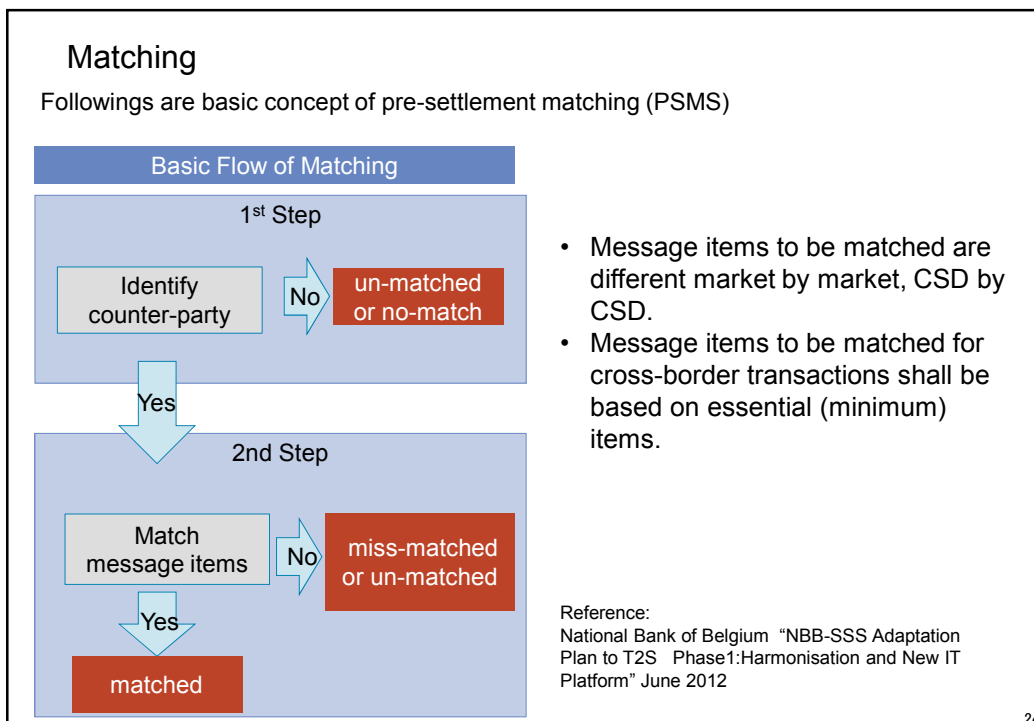 Matching
Followings are basic concept of pre-settlement matching (PSMS)
Basic Flow of Matching
1st Step
Identify
counter-party
No
un-matched
or no-match
Yes
2nd Step
Match
message items
No
miss-matched
or un-matched
Yes
matched
• Message items to be matched are
different market by market, CSD by
CSD.
• Message items to be matched for
cross-border transactions shall be
based on essential (minimum)
items.
Reference:
National Bank of Belgium “NBB-SSS Adaptation
Plan to T2S Phase1:Harmonisation and New IT
Platform” June 2012